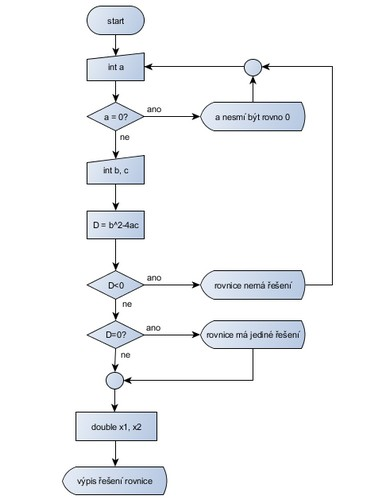 start
int a
a = 0?
ano
a nesmí být rovno 0
ne
int b, c
D = b^2-4ac
D<0
ano
rovnice nemá řešení
ne
D=0?
ano
rovnice má jediné řešení
ne
double x1, x2
výpis řešení rovnice